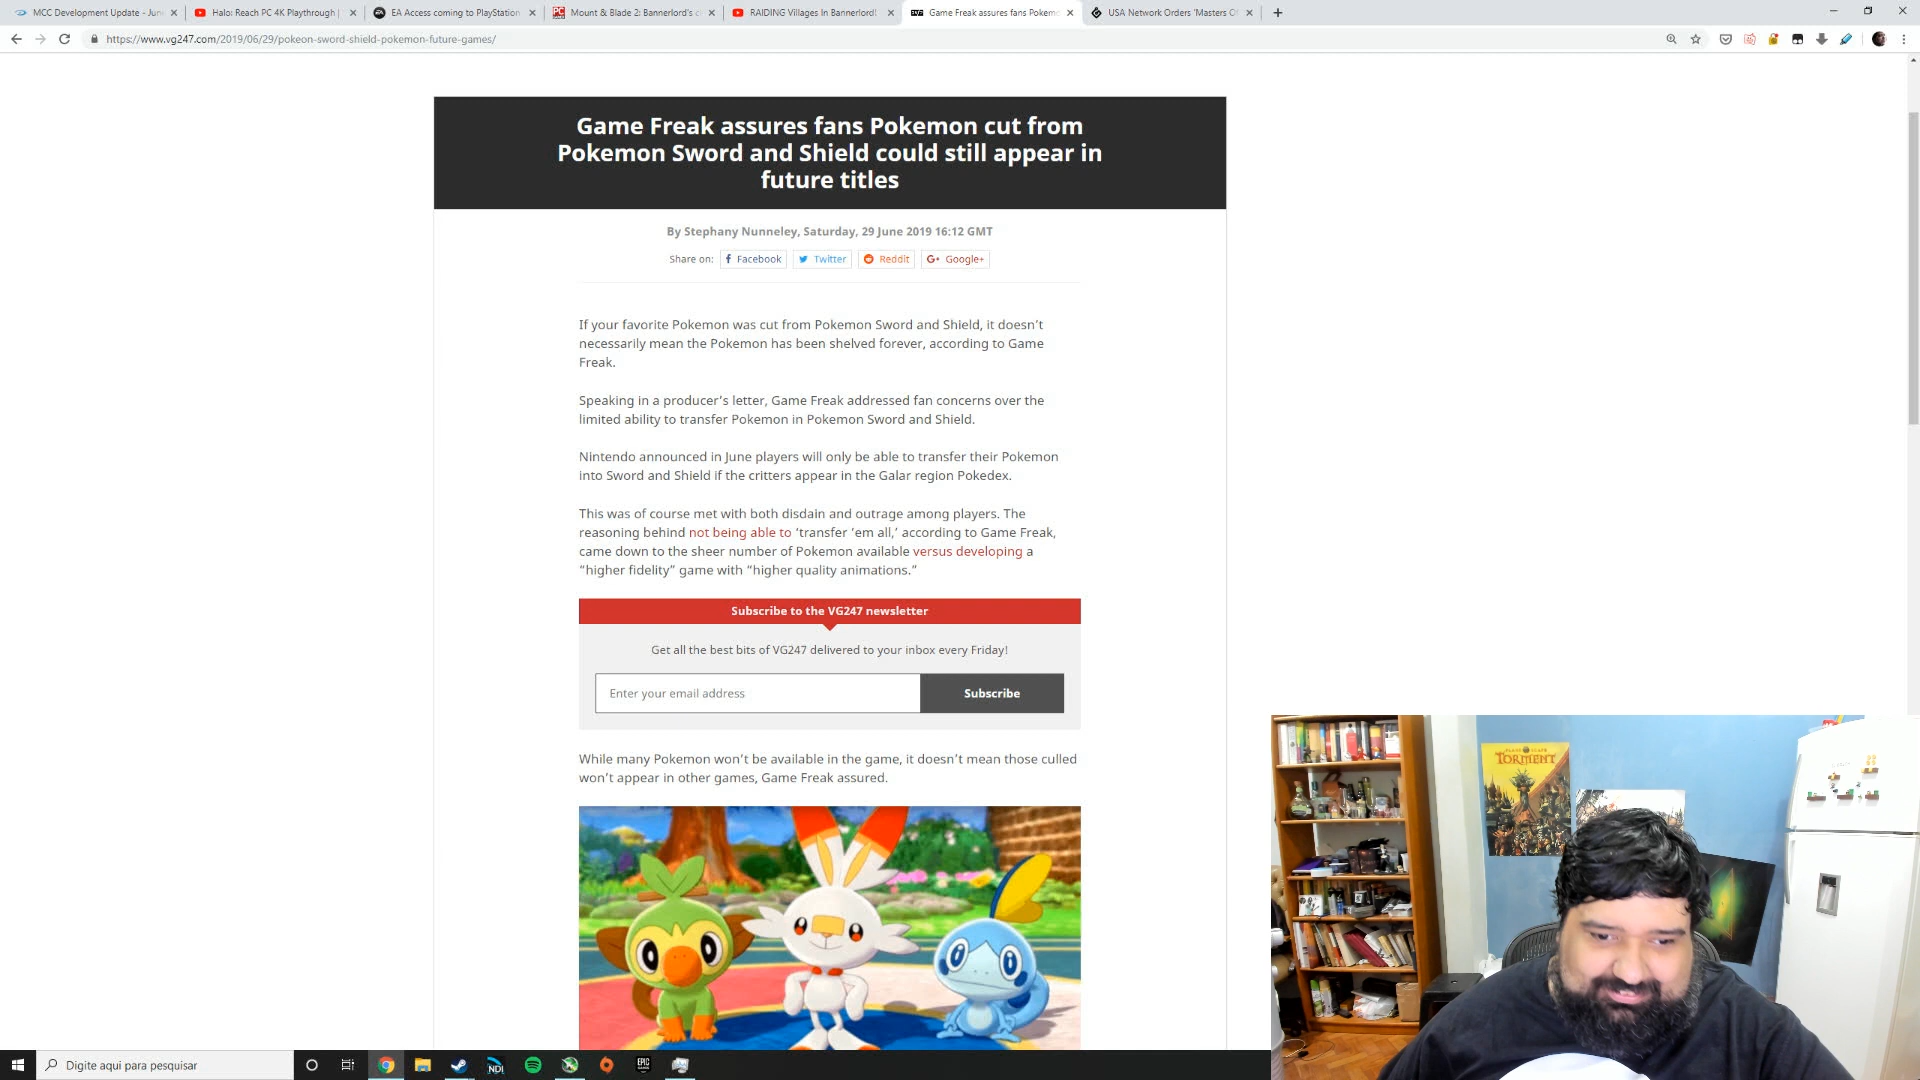 MCC Development Update - Jun
Halo: Reach PC 4K Playthrough |
EA Access coming to PlayStation
Mount & Blade 2: Bannerlord's c
RAIDING Villages In Bannerlord!
Game Freak assures fans Pokem
USA Network Orders 'Masters O
https://www.vg247.com/2019/06/29/pokeon-sword-shield-pokemon-future-games/
Game Freak assures fans Pokemon cut from
Pokemon Sword and Shield could still appear in
future titles
By Stephany Nunneley, Saturday, 29 June 2019 16:12 GMT
Share on: Facebook Twitter Reddit G+ Google+
If your favorite Pokemon was cut from Pokemon Sword and Shield, it doesn't
necessarily mean the Pokemon has been shelved forever, according to Game
Freak.
Speaking in a producer's letter, Game Freak addressed fan concerns over the
limited ability to transfer Pokemon in Pokemon Sword and Shield.
Nintendo announced in June players will only be able to transfer their Pokemon
into Sword and Shield if the critters appear in the Galar region Pokedex.
This was of course met with both disdain and outrage among players. The
reasoning behind not being able to ‘transfer ‘em all,’ according to Game Freak,
came down to the sheer number of Pokemon available versus developing a
“higher fidelity” game with “higher quality animations.”
Subscribe to the VG247 newsletter
Get all the best bits of VG247 delivered to your inbox every Friday!
Enter your email address
Subscribe
While many Pokemon won't be available in the game, it doesn't mean those culled
won't appear in other games, Game Freak assured.
TORMENT
Digite aqui para pesquisar
NDI
EPIC